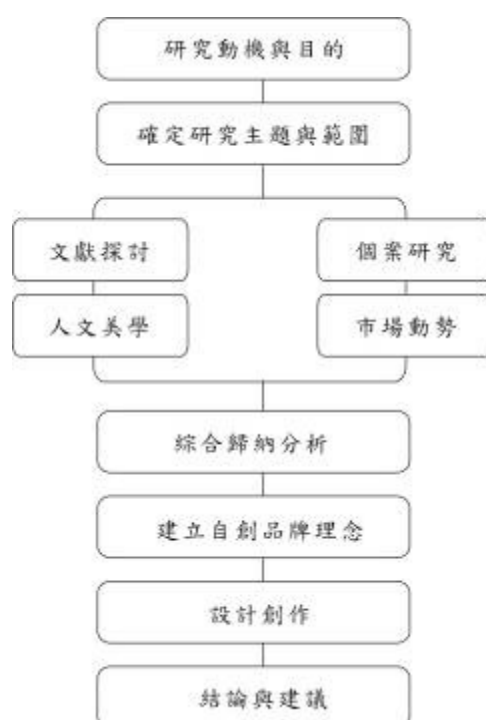 研究動機與目的
確定研究主題與範圍
文獻探討
個案研究
人文美學
市場動勢
綜合歸納分析
建立自創品牌理念
設計創作
結論與建議